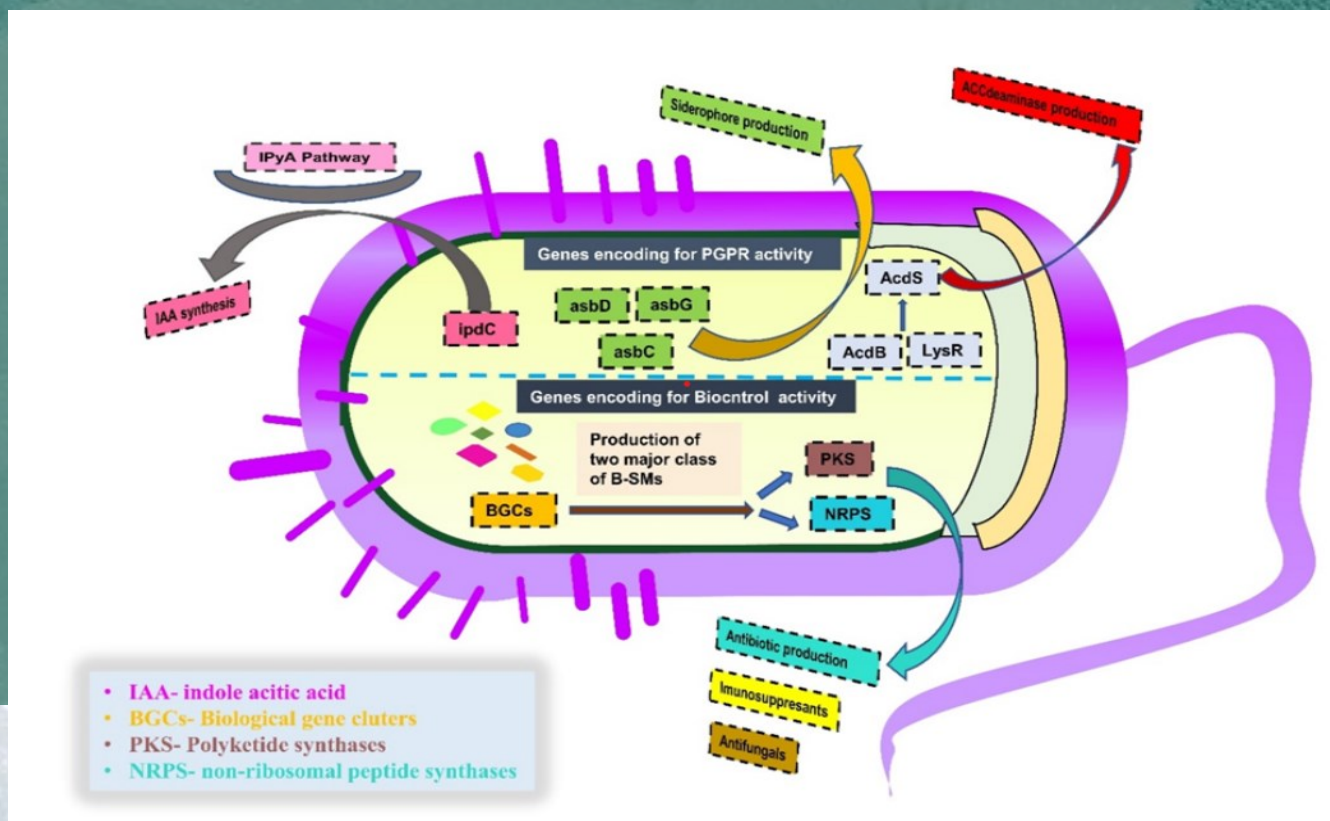 Siderophore production
ACCdeaminase production
IPyA Pathway
IAA synthesis
Genes encoding for PGPR activity
ipdC
asbD
asbG
asbC
AcdS
AcdB
LysR
Genes encoding for Biocntrol activity
Production of
two major class
of B-SMs
BGCs
PKS
NRPS
Antibiotic production
Imunosuppresants
Antifungals
• IAA- indole acitic acid
• BGCs- Biological gene cluters
• PKS- Polyketide synthases
• NRPS- non-ribosomal peptide synthases